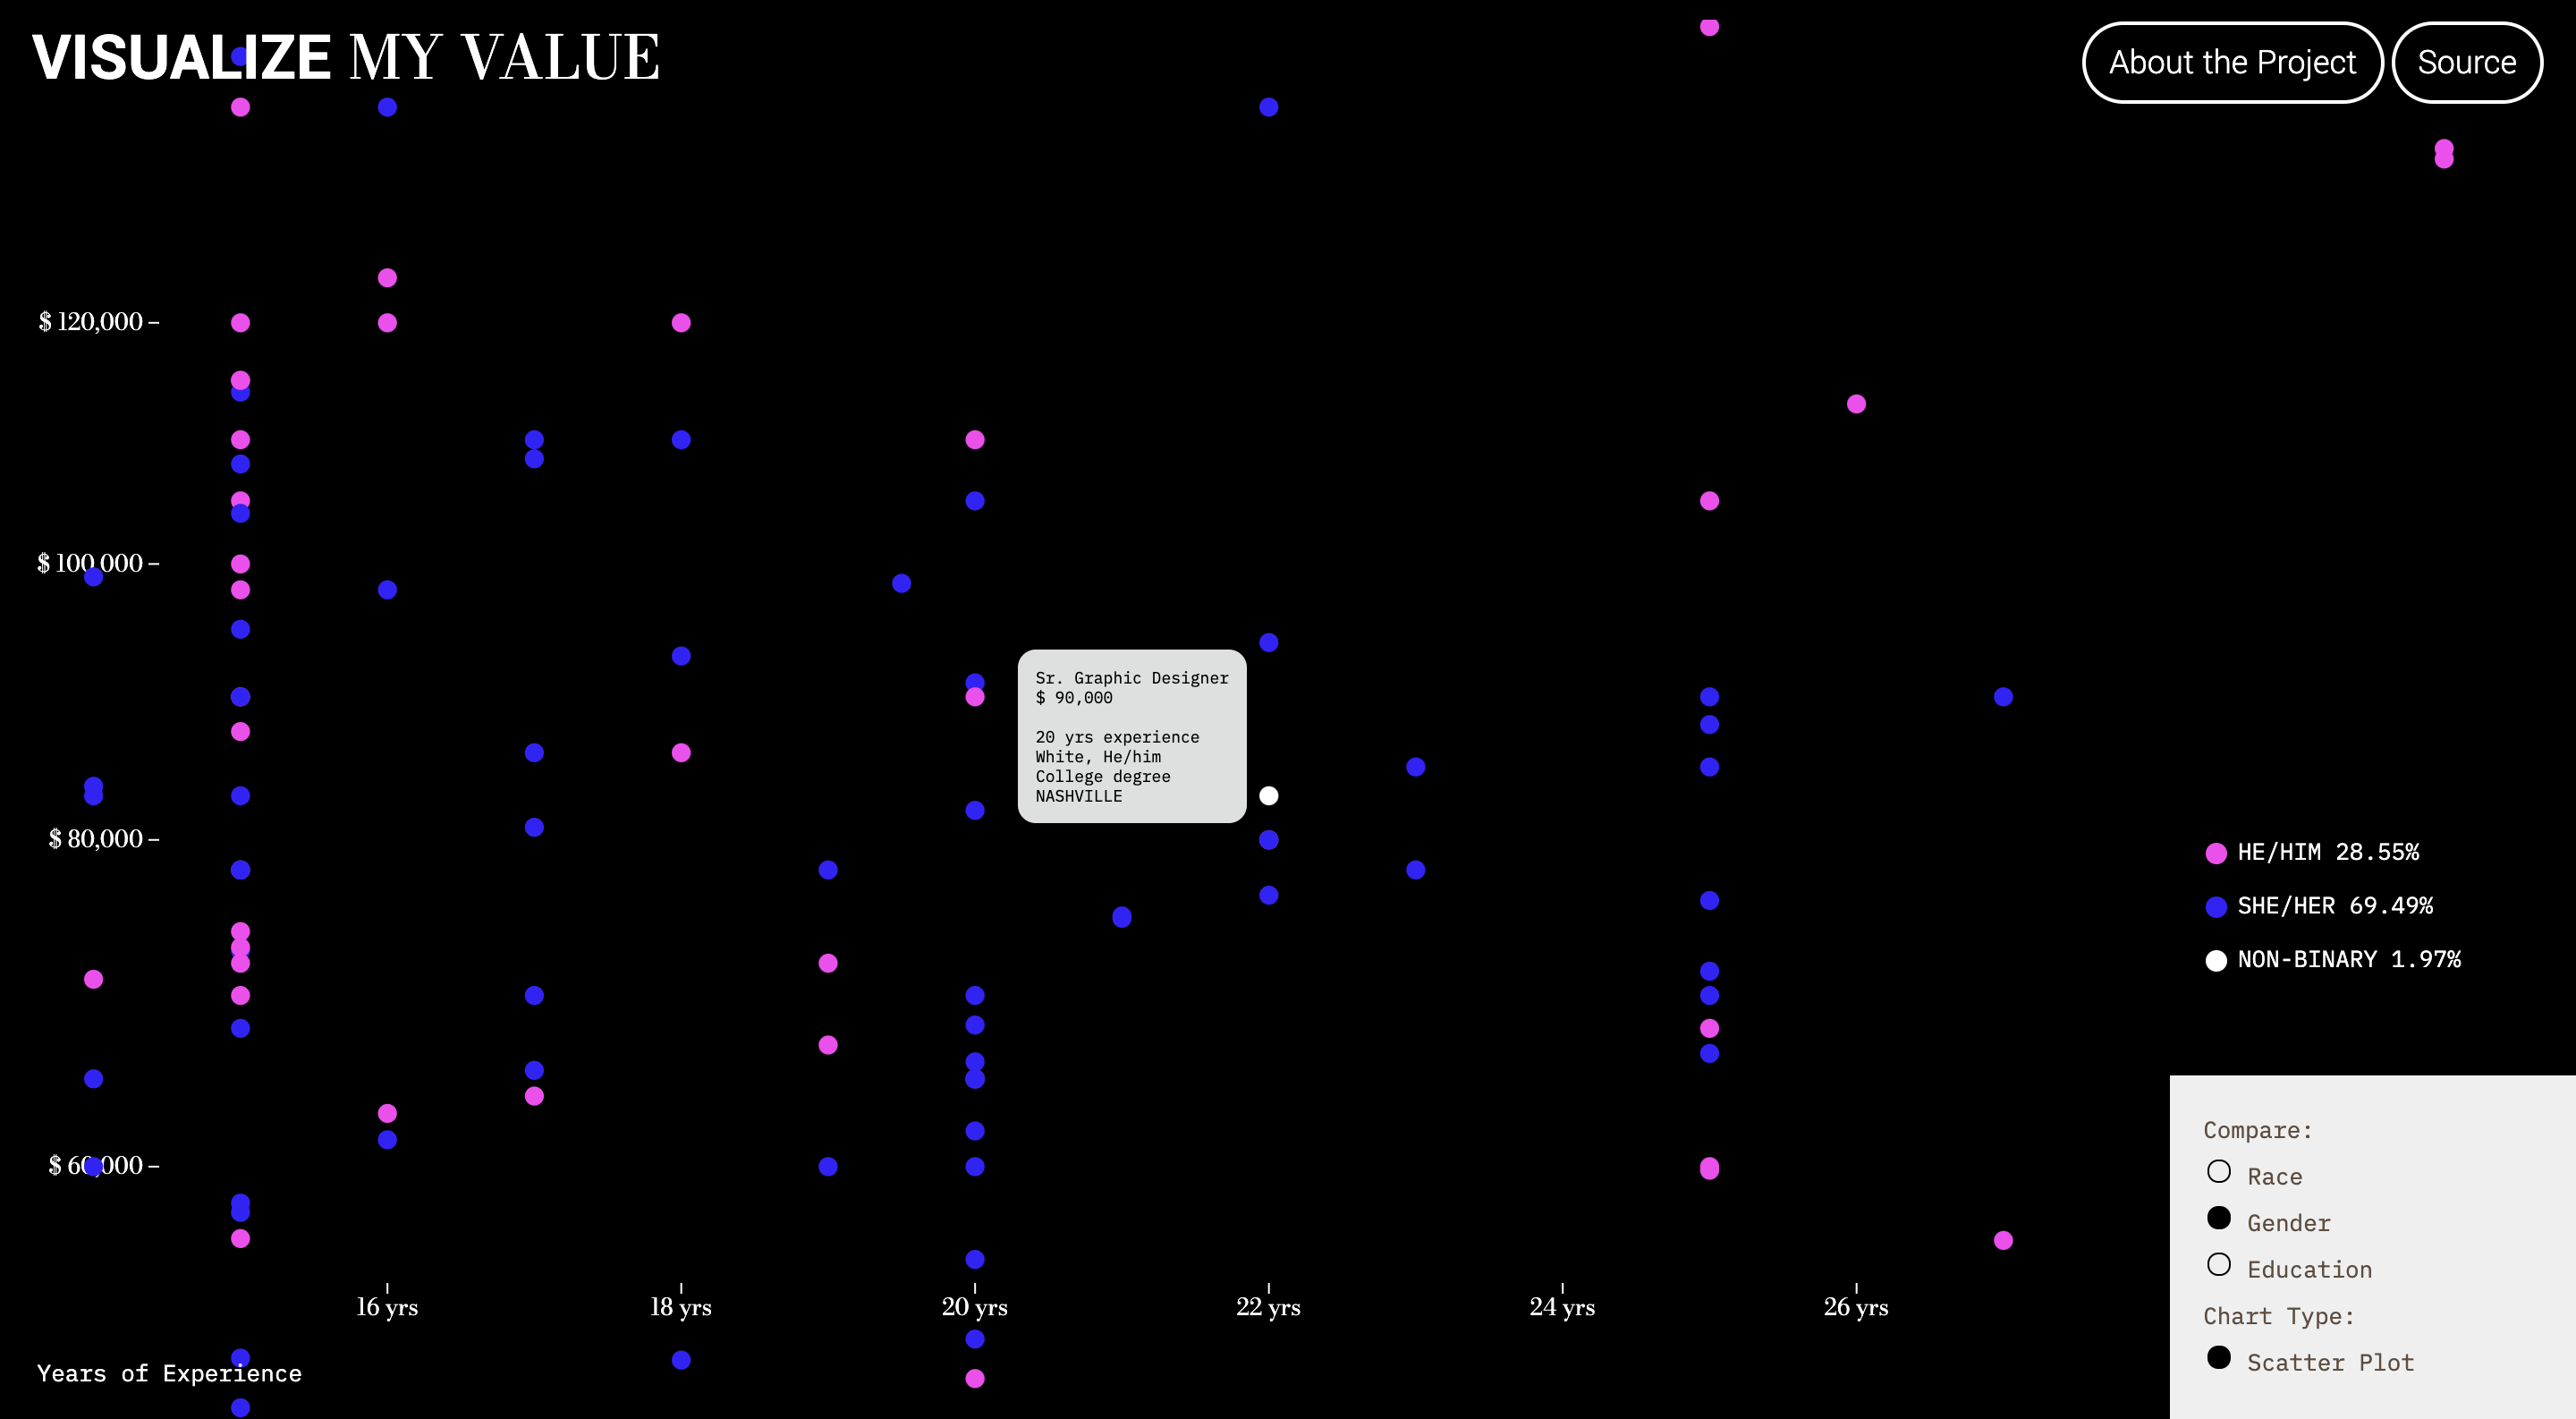 VISUALIZE MY VALUE
About the Project
Source
$ 120,000
$ 100,000
$ 80,000
$ 60,000
Sr. Graphic Designer
$ 90,000
20 yrs experience
White, He/him
College degree
NASHVILLE
HE/HIM 28.55%
SHE/HER 69.49%
NON-BINARY 1.97%
16 yrs
18 yrs
20 yrs
22 yrs
24 yrs
26 yrs
Years of Experience
Compare:
Race
Gender
Education
Chart Type:
Scatter Plot